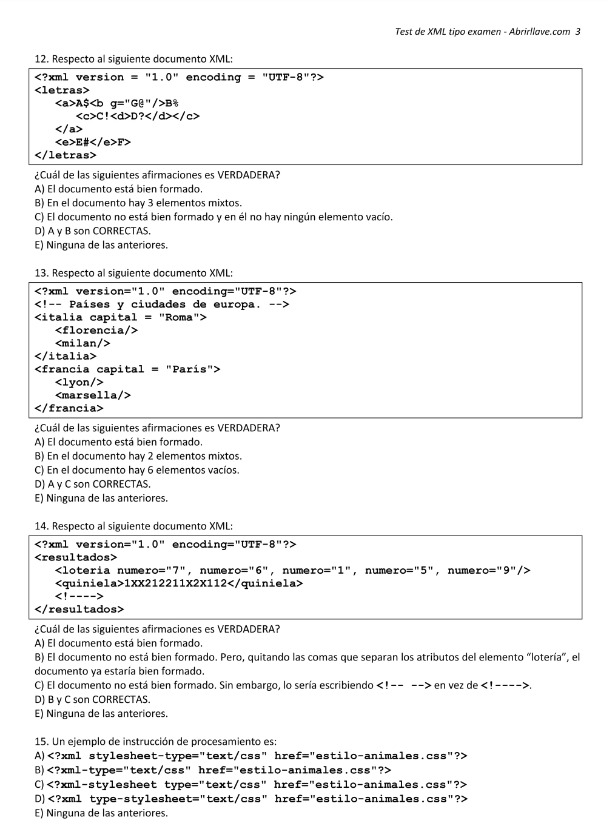 Test de XML tipo examen - Abrirllave.com 3
12. Respecto al siguiente documento XML:
<?xml version = "1.0" encoding = "UTF-8"?>
<letras>
   <a>A$<b g="G@"/>B%
      <c>C!<d>D?</d></c>
   </a>
   <e>E#</e>F>
</letras>
¿Cuál de las siguientes afirmaciones es VERDADERA?
A) El documento está bien formado.
B) En el documento hay 3 elementos mixtos.
C) El documento no está bien formado y en él no hay ningún elemento vacío.
D) A y B son CORRECTAS.
E) Ninguna de las anteriores.
13. Respecto al siguiente documento XML:
<?xml version="1.0" encoding="UTF-8"?>
<!-- Países y ciudades de europa. -->
<italia capital = "Roma">
   <florencia/>
   <milan/>
</italia>
<francia capital = "París">
   <lyon/>
   <marsella/>
</francia>
¿Cuál de las siguientes afirmaciones es VERDADERA?
A) El documento está bien formado.
B) En el documento hay 2 elementos mixtos.
C) En el documento hay 6 elementos vacíos.
D) A y C son CORRECTAS.
E) Ninguna de las anteriores.
14. Respecto al siguiente documento XML:
<?xml version="1.0" encoding="UTF-8"?>
<resultados>
   <loteria numero="7", numero="6", numero="1", numero="5", numero="9"/>
   <quiniela>1XX212211X2X112</quiniela>
   <!---->
</resultados>
¿Cuál de las siguientes afirmaciones es VERDADERA?
A) El documento está bien formado.
B) El documento no está bien formado. Pero, quitando las comas que separan los atributos del elemento "lotería", el
documento ya estaría bien formado.
C) El documento no está bien formado. Sin embargo, lo sería escribiendo <!-- --> en vez de <!---->.
D) B y C son CORRECTAS.
E) Ninguna de las anteriores.
15. Un ejemplo de instrucción de procesamiento es:
A) <?xml stylesheet-type="text/css" href="estilo-animales.css"?>
B) <?xml-type="text/css" href="estilo-animales.css"?>
C) <?xml-stylesheet type="text/css" href="estilo-animales.css"?>
D) <?xml type-stylesheet="text/css" href="estilo-animales.css"?>
E) Ninguna de las anteriores.